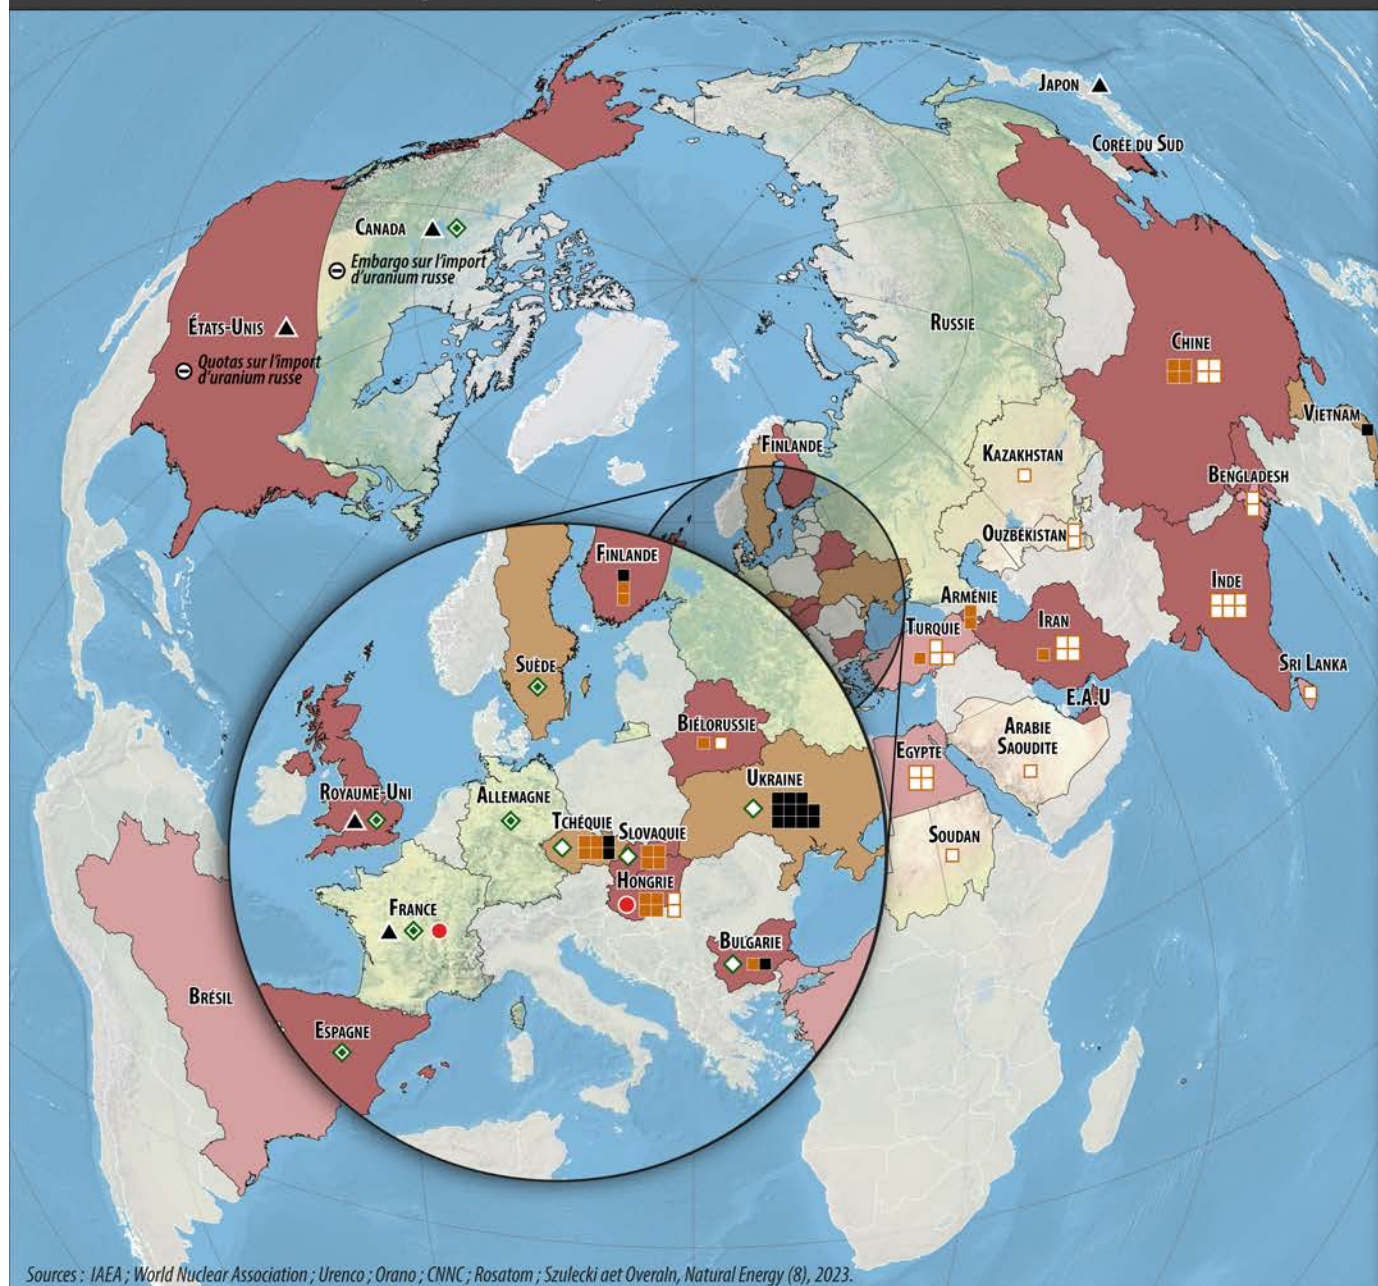 JAPON
CORÉE DU SUD
CANADA
Embargo sur l'import
d'uranium russe
ÉTATS-UNIS
Quotas sur l'import
d'uranium russe
RUSSIE
CHINE
VIETNAM
FINLANDE
KAZAKHSTAN
BENGLADESH
OUZBÉKISTAN
INDE
ARMÉNIE
TURQUIE
IRAN
SRI LANKA
E.A.U
ARABIE
SAOUDITE
EGYPTE
SOUDAN
FINLANDE
SUÈDE
BIÉLORUSSIE
UKRAINE
ROYAUME-UNI
ALLEMAGNE
TCHÉQUIE
SLOVAQUIE
HONGRIE
FRANCE
BULGARIE
BRÉSIL
ESPAGNE
Sources : IAEA ; World Nuclear Association ; Urenco ; Orano ; CNNC ; Rosatom ; Szulecki aet Overaln, Natural Energy (8), 2023.